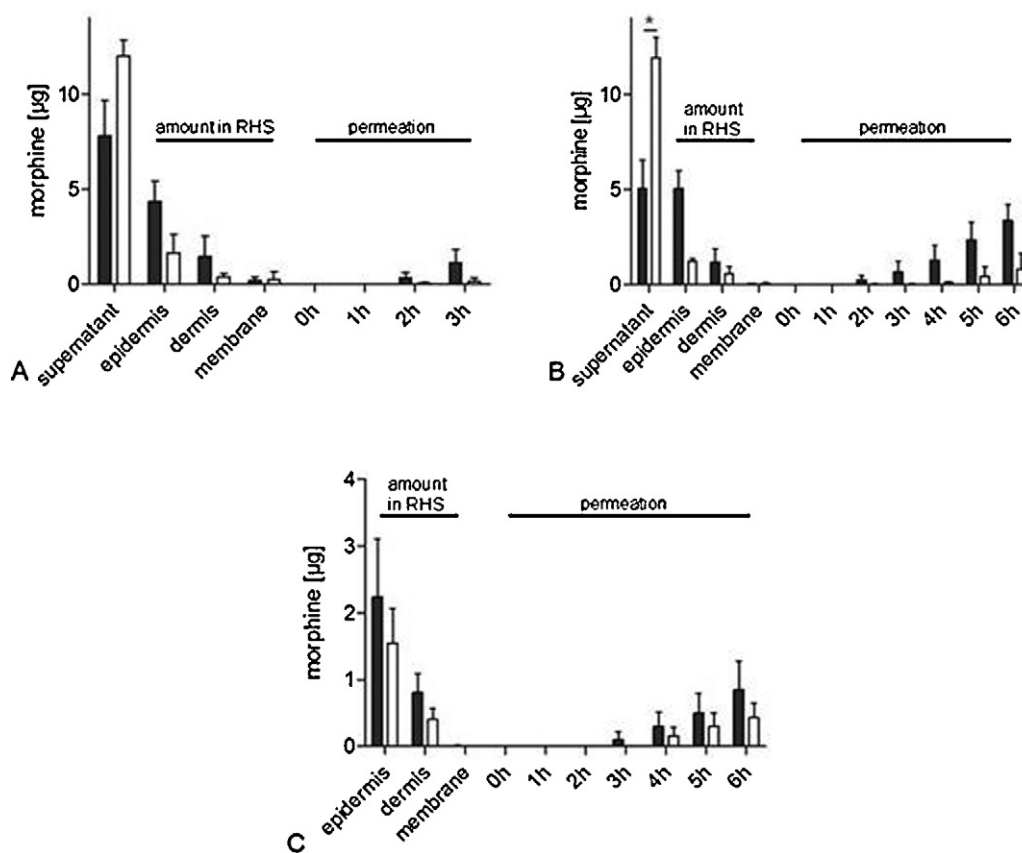 morphine [µg]
10
5
0
amount in RHS
permeation
supernatant
epidermis
dermis
membrane
0h
1h
2h
3h
A
morphine [µg]
10
5
0
*
amount
in RHS
permeation
supernatant
epidermis
dermis
membrane
0h
1h
2h
3h
4h
5h
6h
B
morphine [µg]
4
3
2
1
0
amount
in RHS
permeation
epidermis
dermis
membrane
0h
1h
2h
3h
4h
5h
6h
C